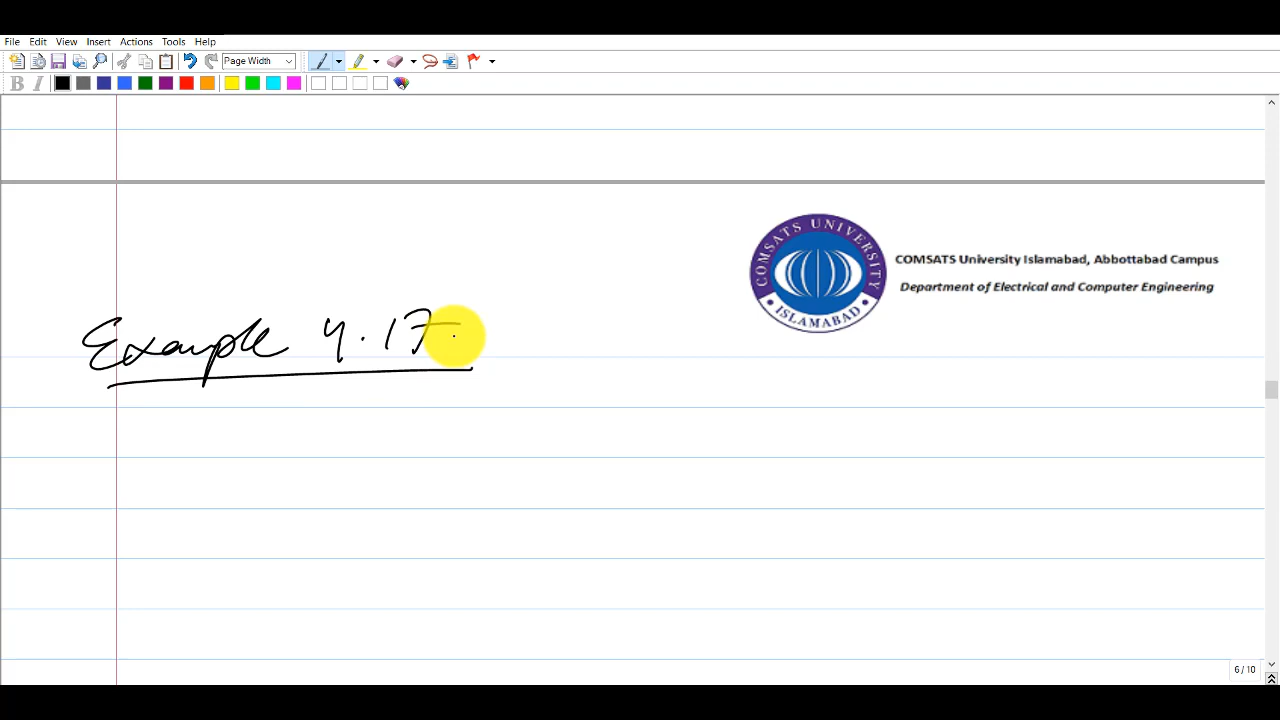 File Edit View Insert Actions Tools Help
Page Width
B I
COMSATS UNIVERSITY
ISLAMABAD
COMSATS University Islamabad, Abbottabad Campus
Department of Electrical and Computer Engineering
Example 4.17
6 / 10